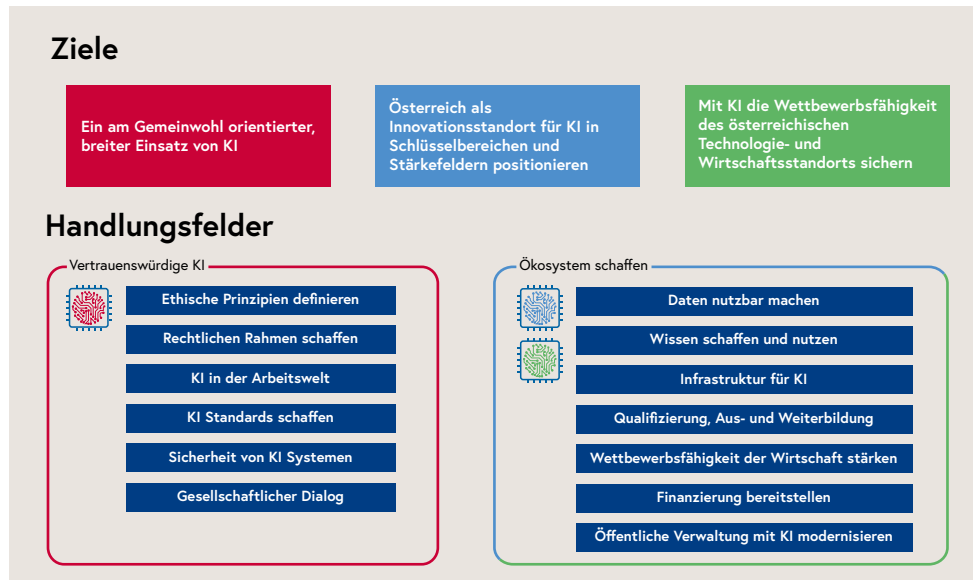 Ziele
Ein am Gemeinwohl orientierter,
breiter Einsatz von KI
Österreich als
Innovationsstandort für KI in
Schlüsselbereichen und
Stärkefeldern positionieren
Mit KI die Wettbewerbsfähigkeit
des österreichischen
Technologie- und
Wirtschaftsstandorts sichern
Handlungsfelder
Vertrauenswürdige KI
Ethische Prinzipien definieren
Rechtlichen Rahmen schaffen
KI in der Arbeitswelt
KI Standards schaffen
Sicherheit von KI Systemen
Gesellschaftlicher Dialog
Ökosystem schaffen
Daten nutzbar machen
Wissen schaffen und nutzen
Infrastruktur für KI
Qualifizierung, Aus- und Weiterbildung
Wettbewerbsfähigkeit der Wirtschaft stärken
Finanzierung bereitstellen
Öffentliche Verwaltung mit KI modernisieren